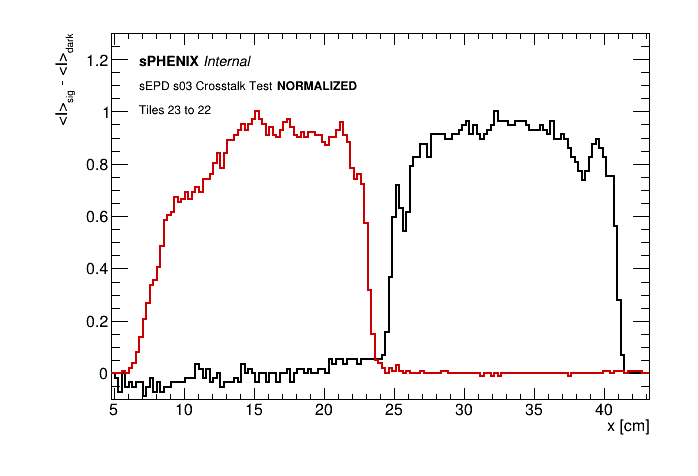 <I>sig - <I>dark
sPHENIX Internal
sEPD s03 Crosstalk Test NORMALIZED
Tiles 23 to 22
1.2
1
0.8
0.6
0.4
0.2
0
5 10 15 20 25 30 35 40
x [cm]